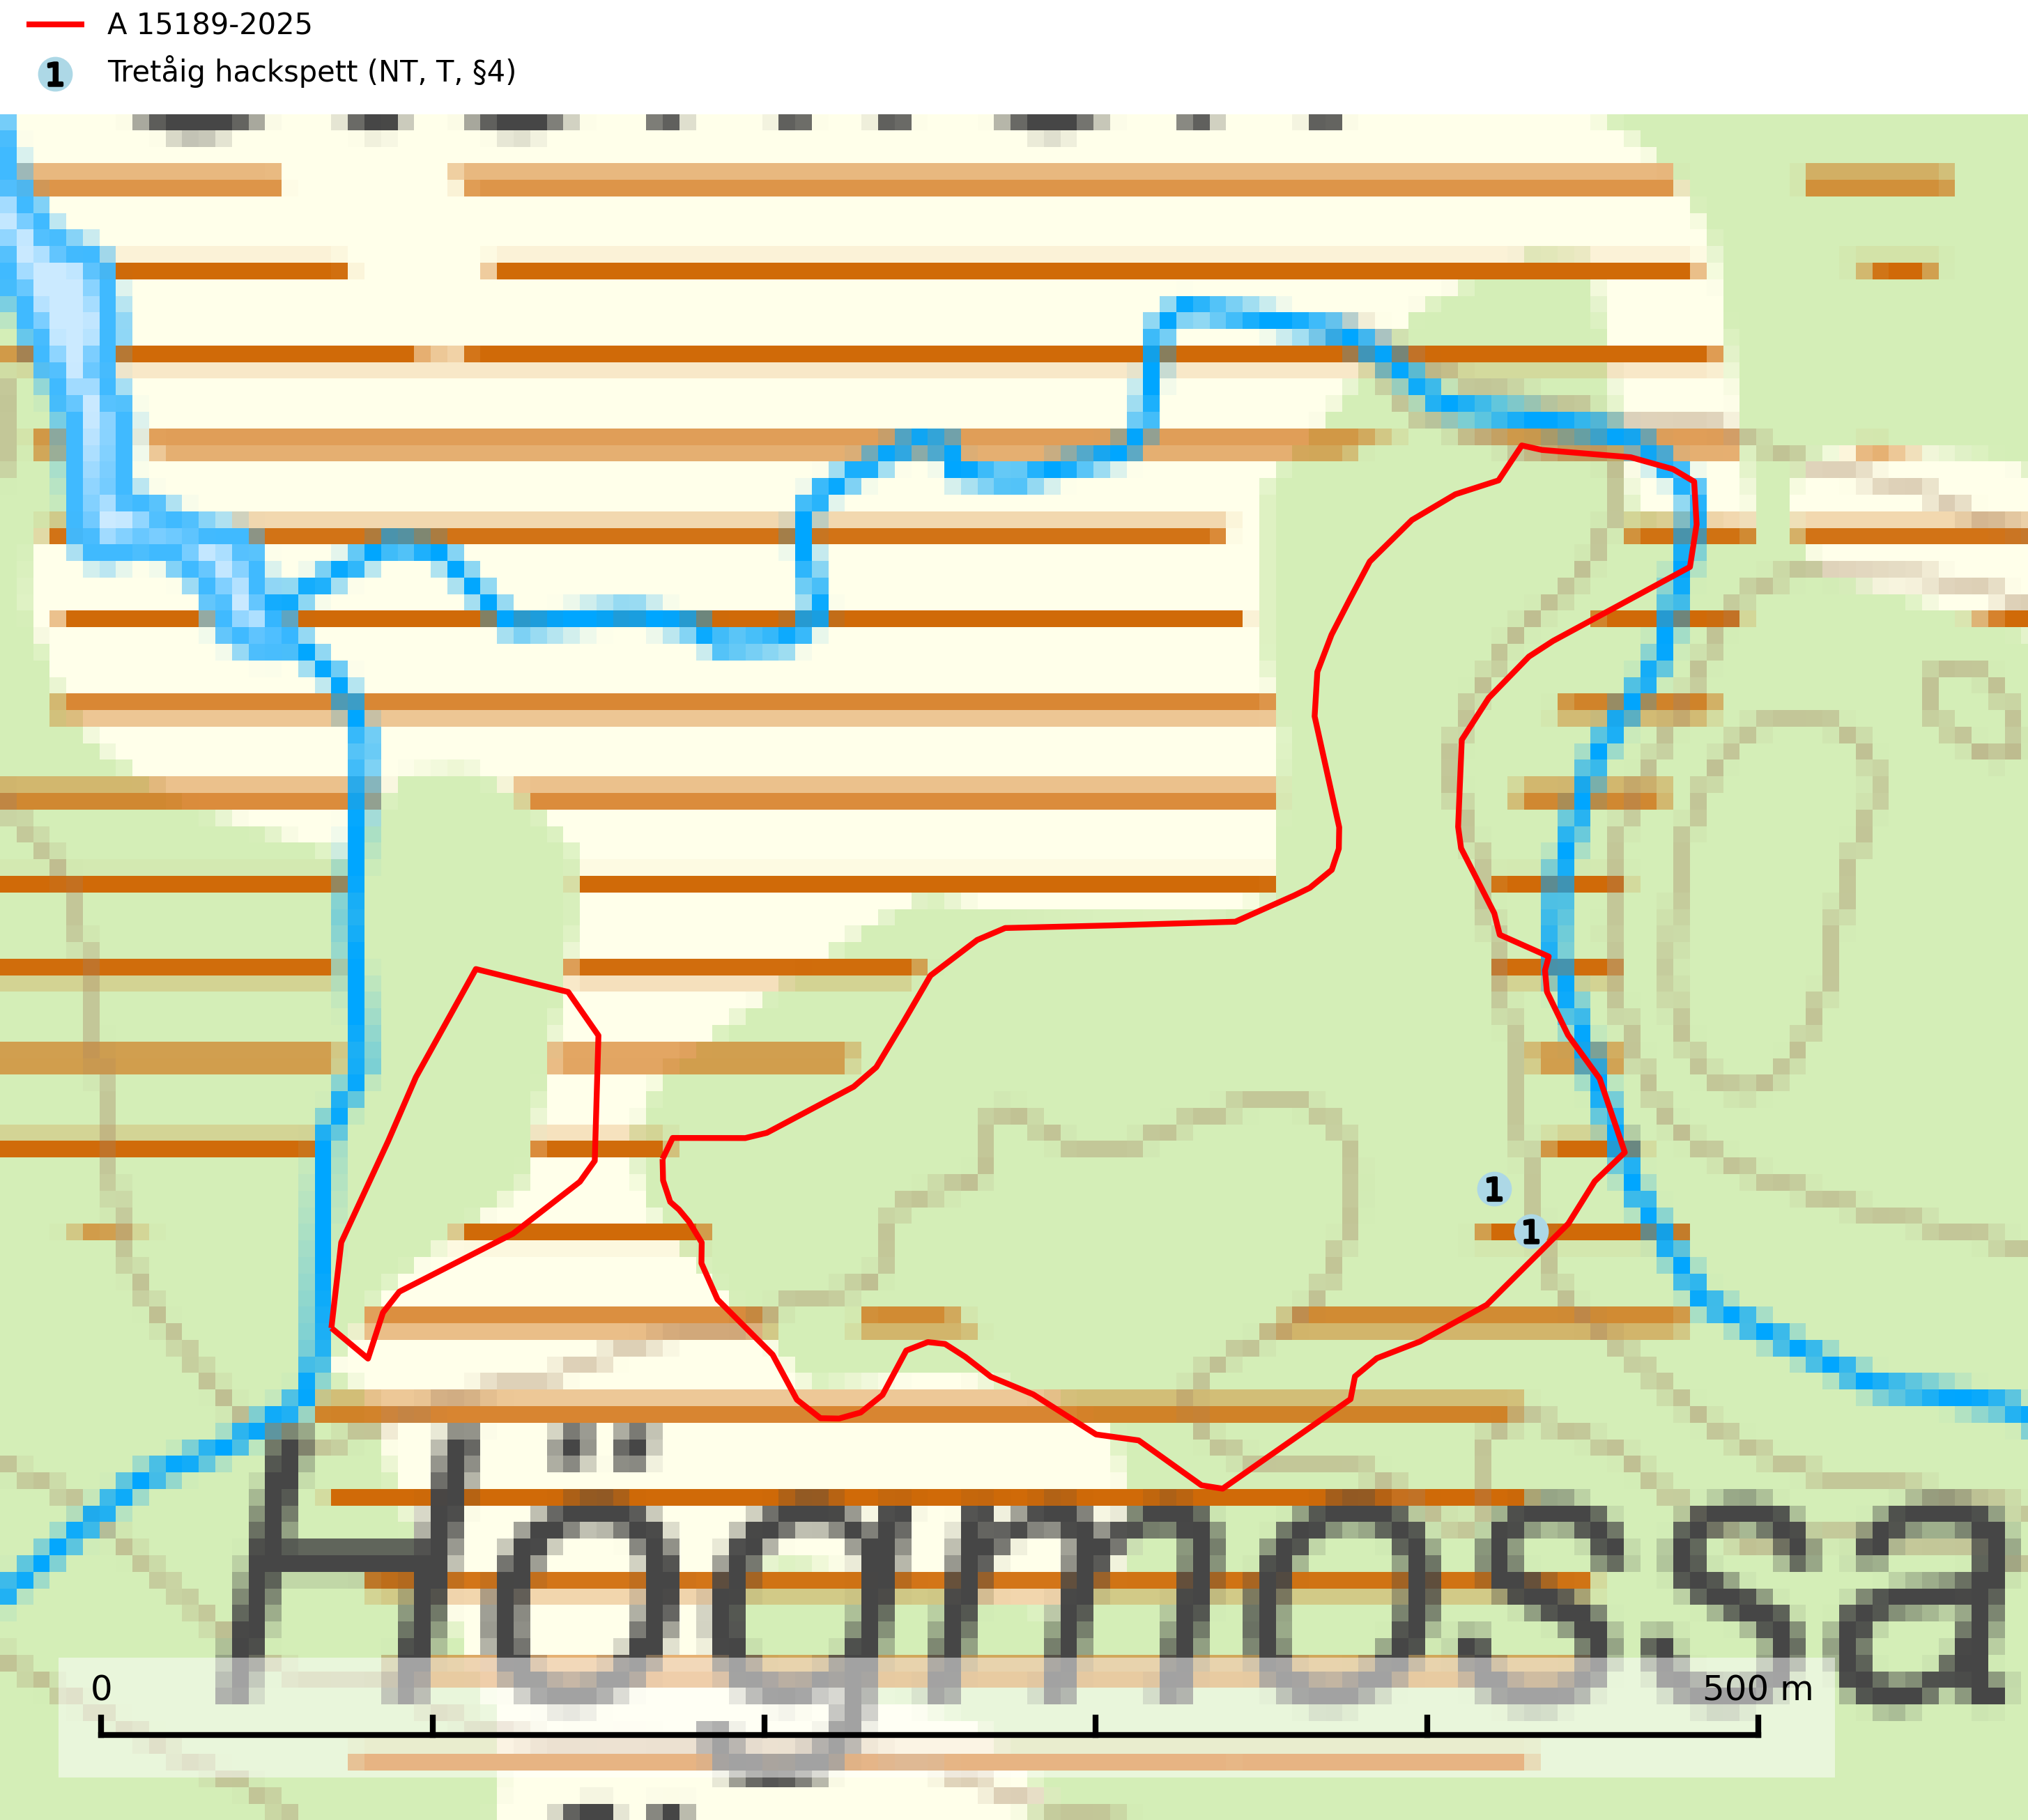 A 15189-2025
1 Tretåig hackspett (NT, T, §4)
1
1
Högmossa
0 500 m